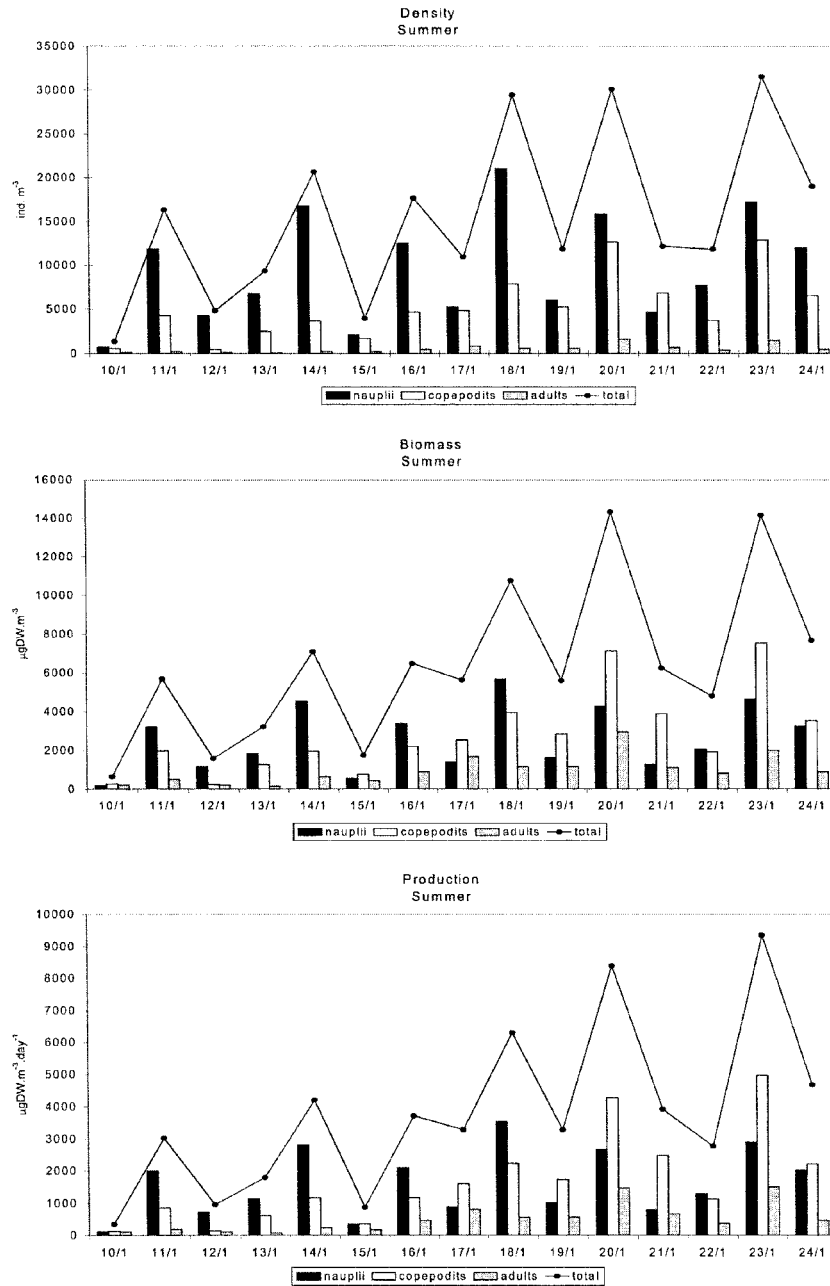 Density
Summer
35000
30000
25000
20000
15000
10000
5000
0
ind. m⁻³
10/1 11/1 12/1 13/1 14/1 15/1 16/1 17/1 18/1 19/1 20/1 21/1 22/1 23/1 24/1
nauplii copepodits adults total
Biomass
Summer
16000
14000
12000
10000
8000
6000
4000
2000
0
µgDW.m⁻³
10/1 11/1 12/1 13/1 14/1 15/1 16/1 17/1 18/1 19/1 20/1 21/1 22/1 23/1 24/1
nauplii copepodits adults total
Production
Summer
10000
9000
8000
7000
6000
5000
4000
3000
2000
1000
0
µgDW.m⁻³.day⁻¹
10/1 11/1 12/1 13/1 14/1 15/1 16/1 17/1 18/1 19/1 20/1 21/1 22/1 23/1 24/1
nauplii copepodits adults total